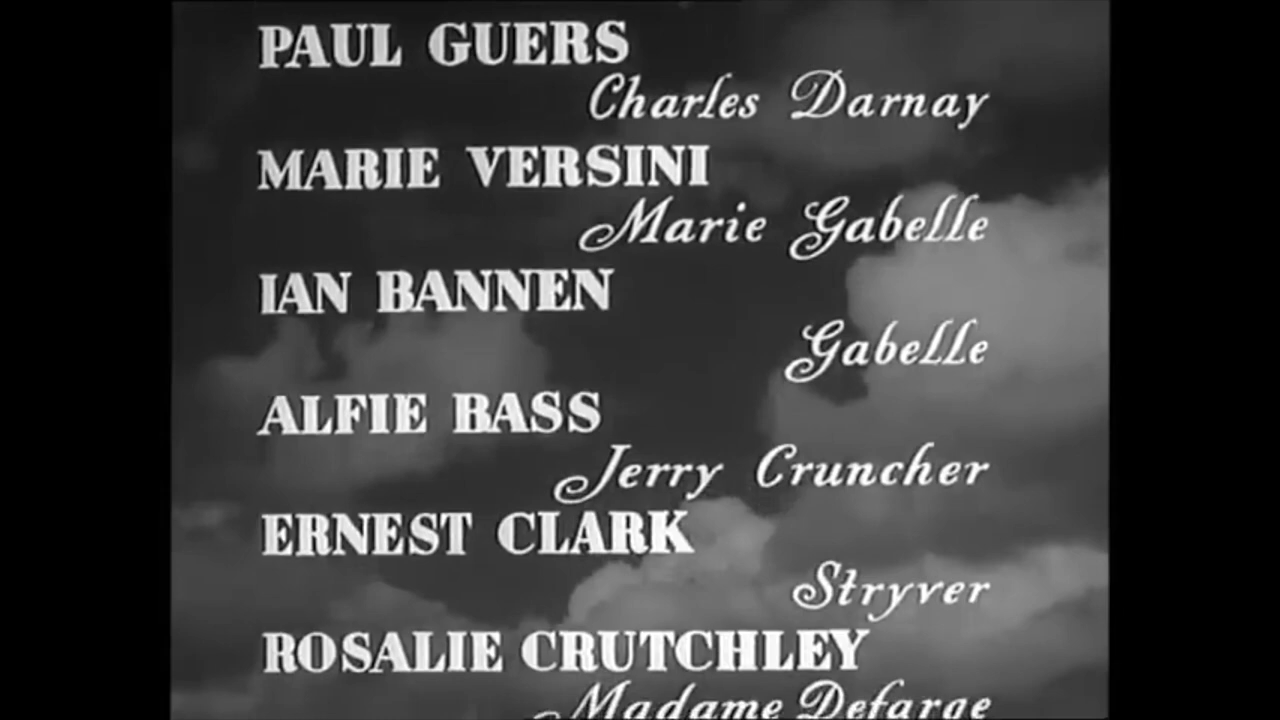 PAUL GUERS
Charles Darnay
MARIE VERSINI
Marie Gabelle
IAN BANNEN
Gabelle
ALFIE BASS
Jerry Cruncher
ERNEST CLARK
Stryver
ROSALIE CRUTCHLEY
Madame Defarge